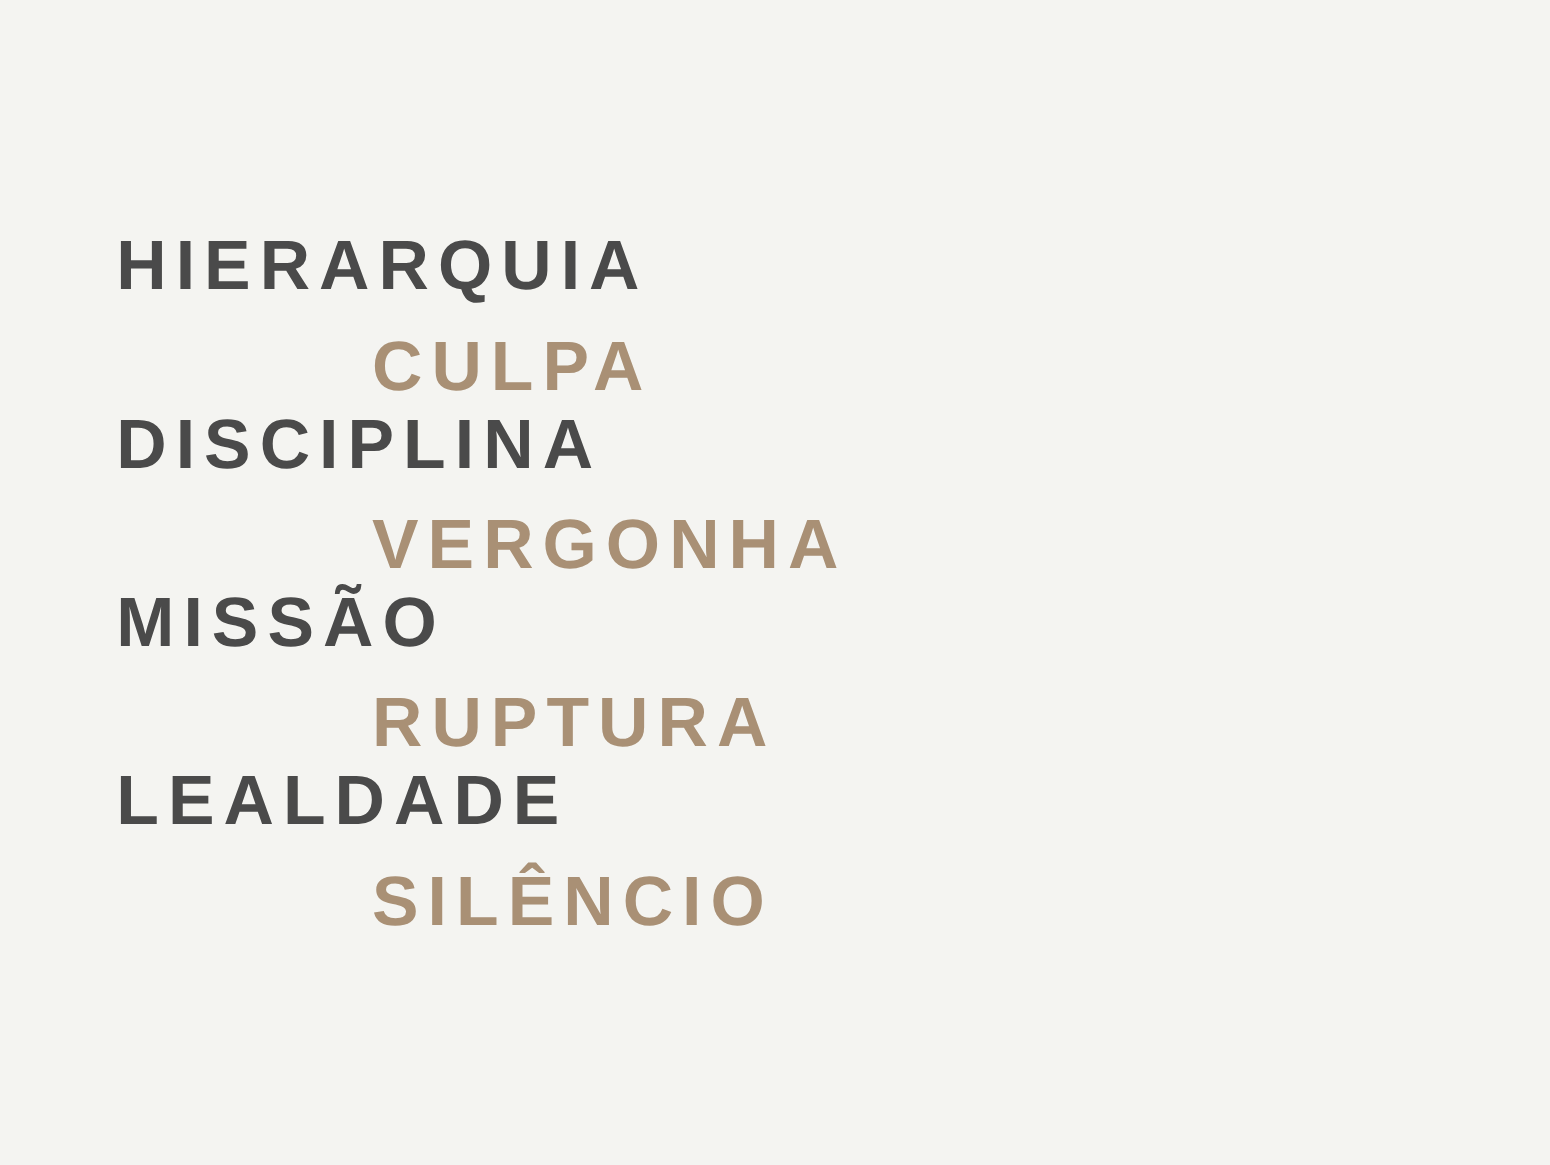 HIERARQUIA
CULPA
DISCIPLINA
VERGONHA
MISSÃO
RUPTURA
LEALDADE
SILÊNCIO